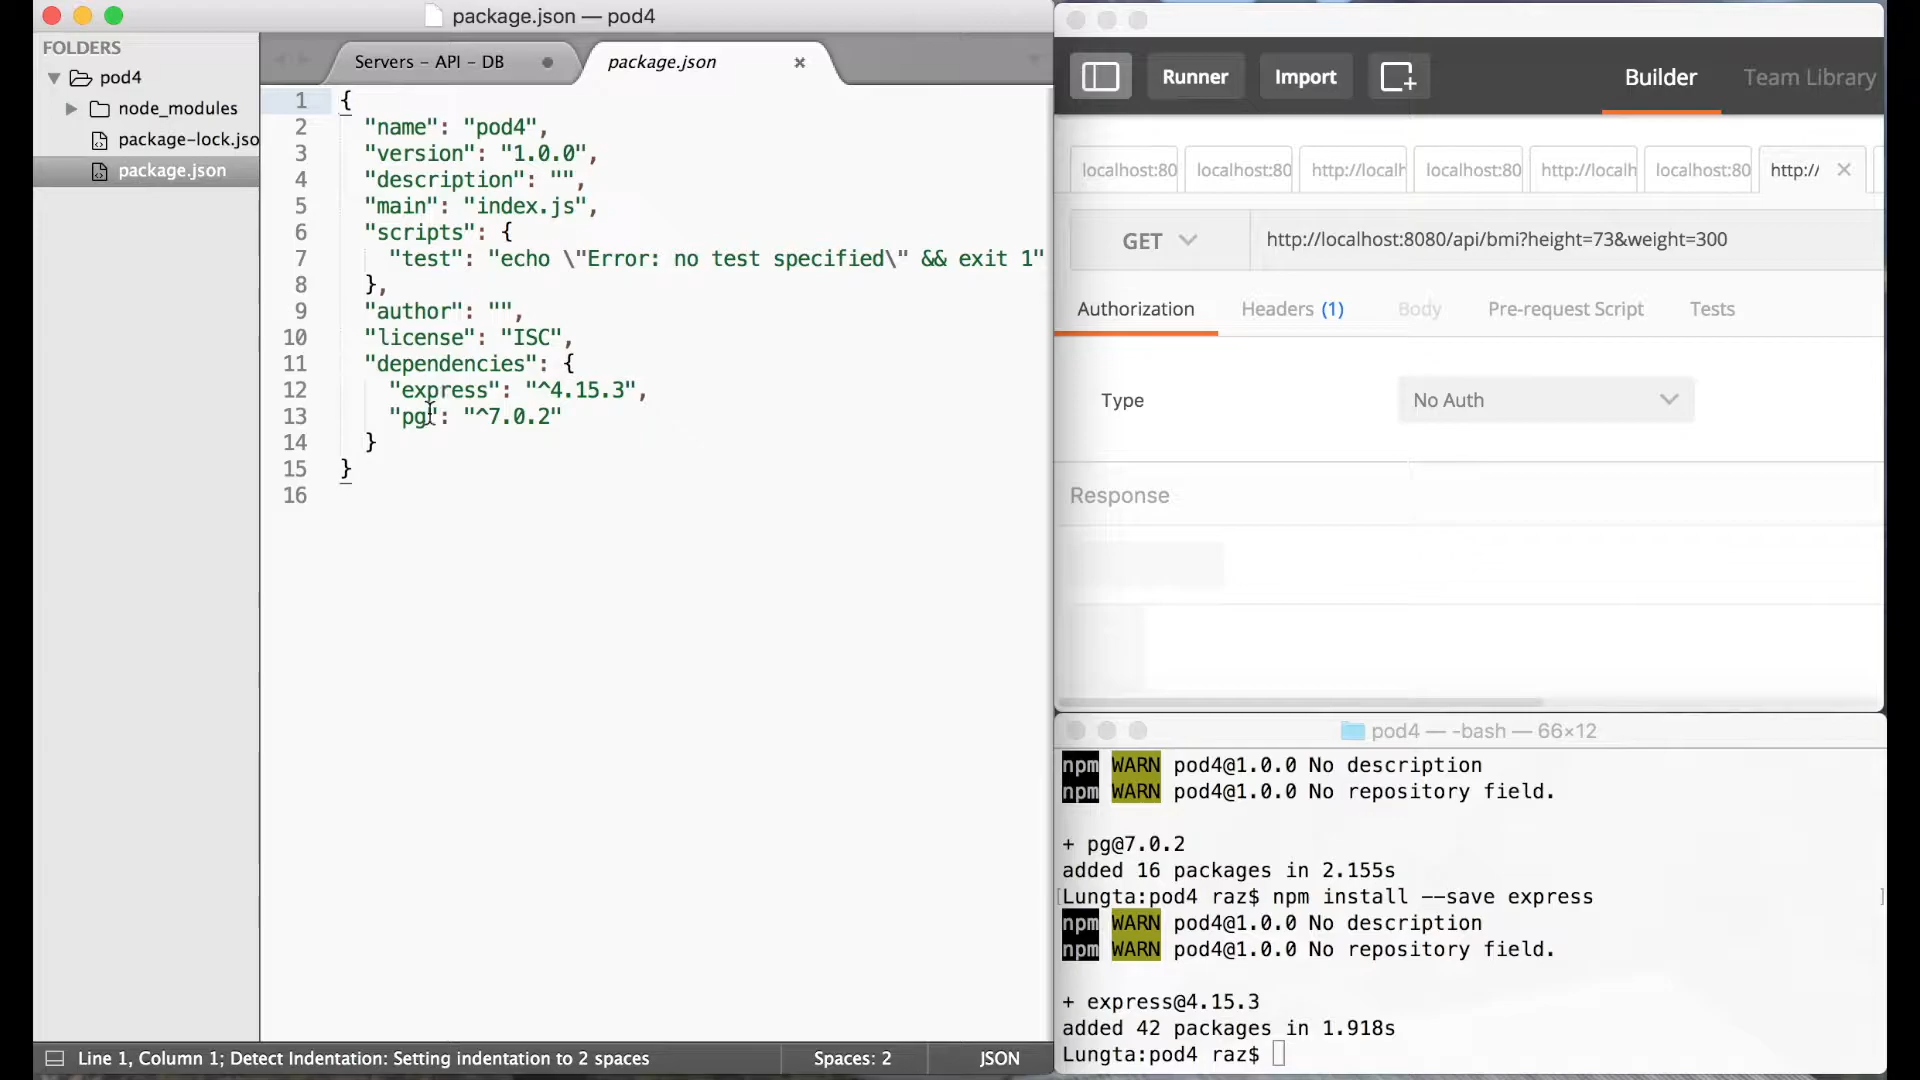 package.json — pod4
FOLDERS
pod4
node_modules
package-lock.jso
package.json
Servers – API – DB
package.json
1 {
2 "name": "pod4",
3 "version": "1.0.0",
4 "description": "",
5 "main": "index.js",
6 "scripts": {
7 "test": "echo \"Error: no test specified\" && exit 1"
8 },
9 "author": "",
10 "license": "ISC",
11 "dependencies": {
12 "express": "^4.15.3",
13 "pg": "^7.0.2"
14 }
15 }
16
Line 1, Column 1; Detect Indentation: Setting indentation to 2 spaces
Spaces: 2
JSON
Runner
Import
Builder
Team Library
localhost:80
localhost:80
http://localh
localhost:80
http://localh
localhost:80
http://
GET
http://localhost:8080/api/bmi?height=73&weight=300
Authorization
Headers (1)
Body
Pre-request Script
Tests
Type
No Auth
Response
pod4 — -bash — 66×12
npm WARN pod4@1.0.0 No description
npm WARN pod4@1.0.0 No repository field.
+ pg@7.0.2
added 16 packages in 2.155s
[Lungta:pod4 raz$ npm install --save express ]
npm WARN pod4@1.0.0 No description
npm WARN pod4@1.0.0 No repository field.
+ express@4.15.3
added 42 packages in 1.918s
Lungta:pod4 raz$